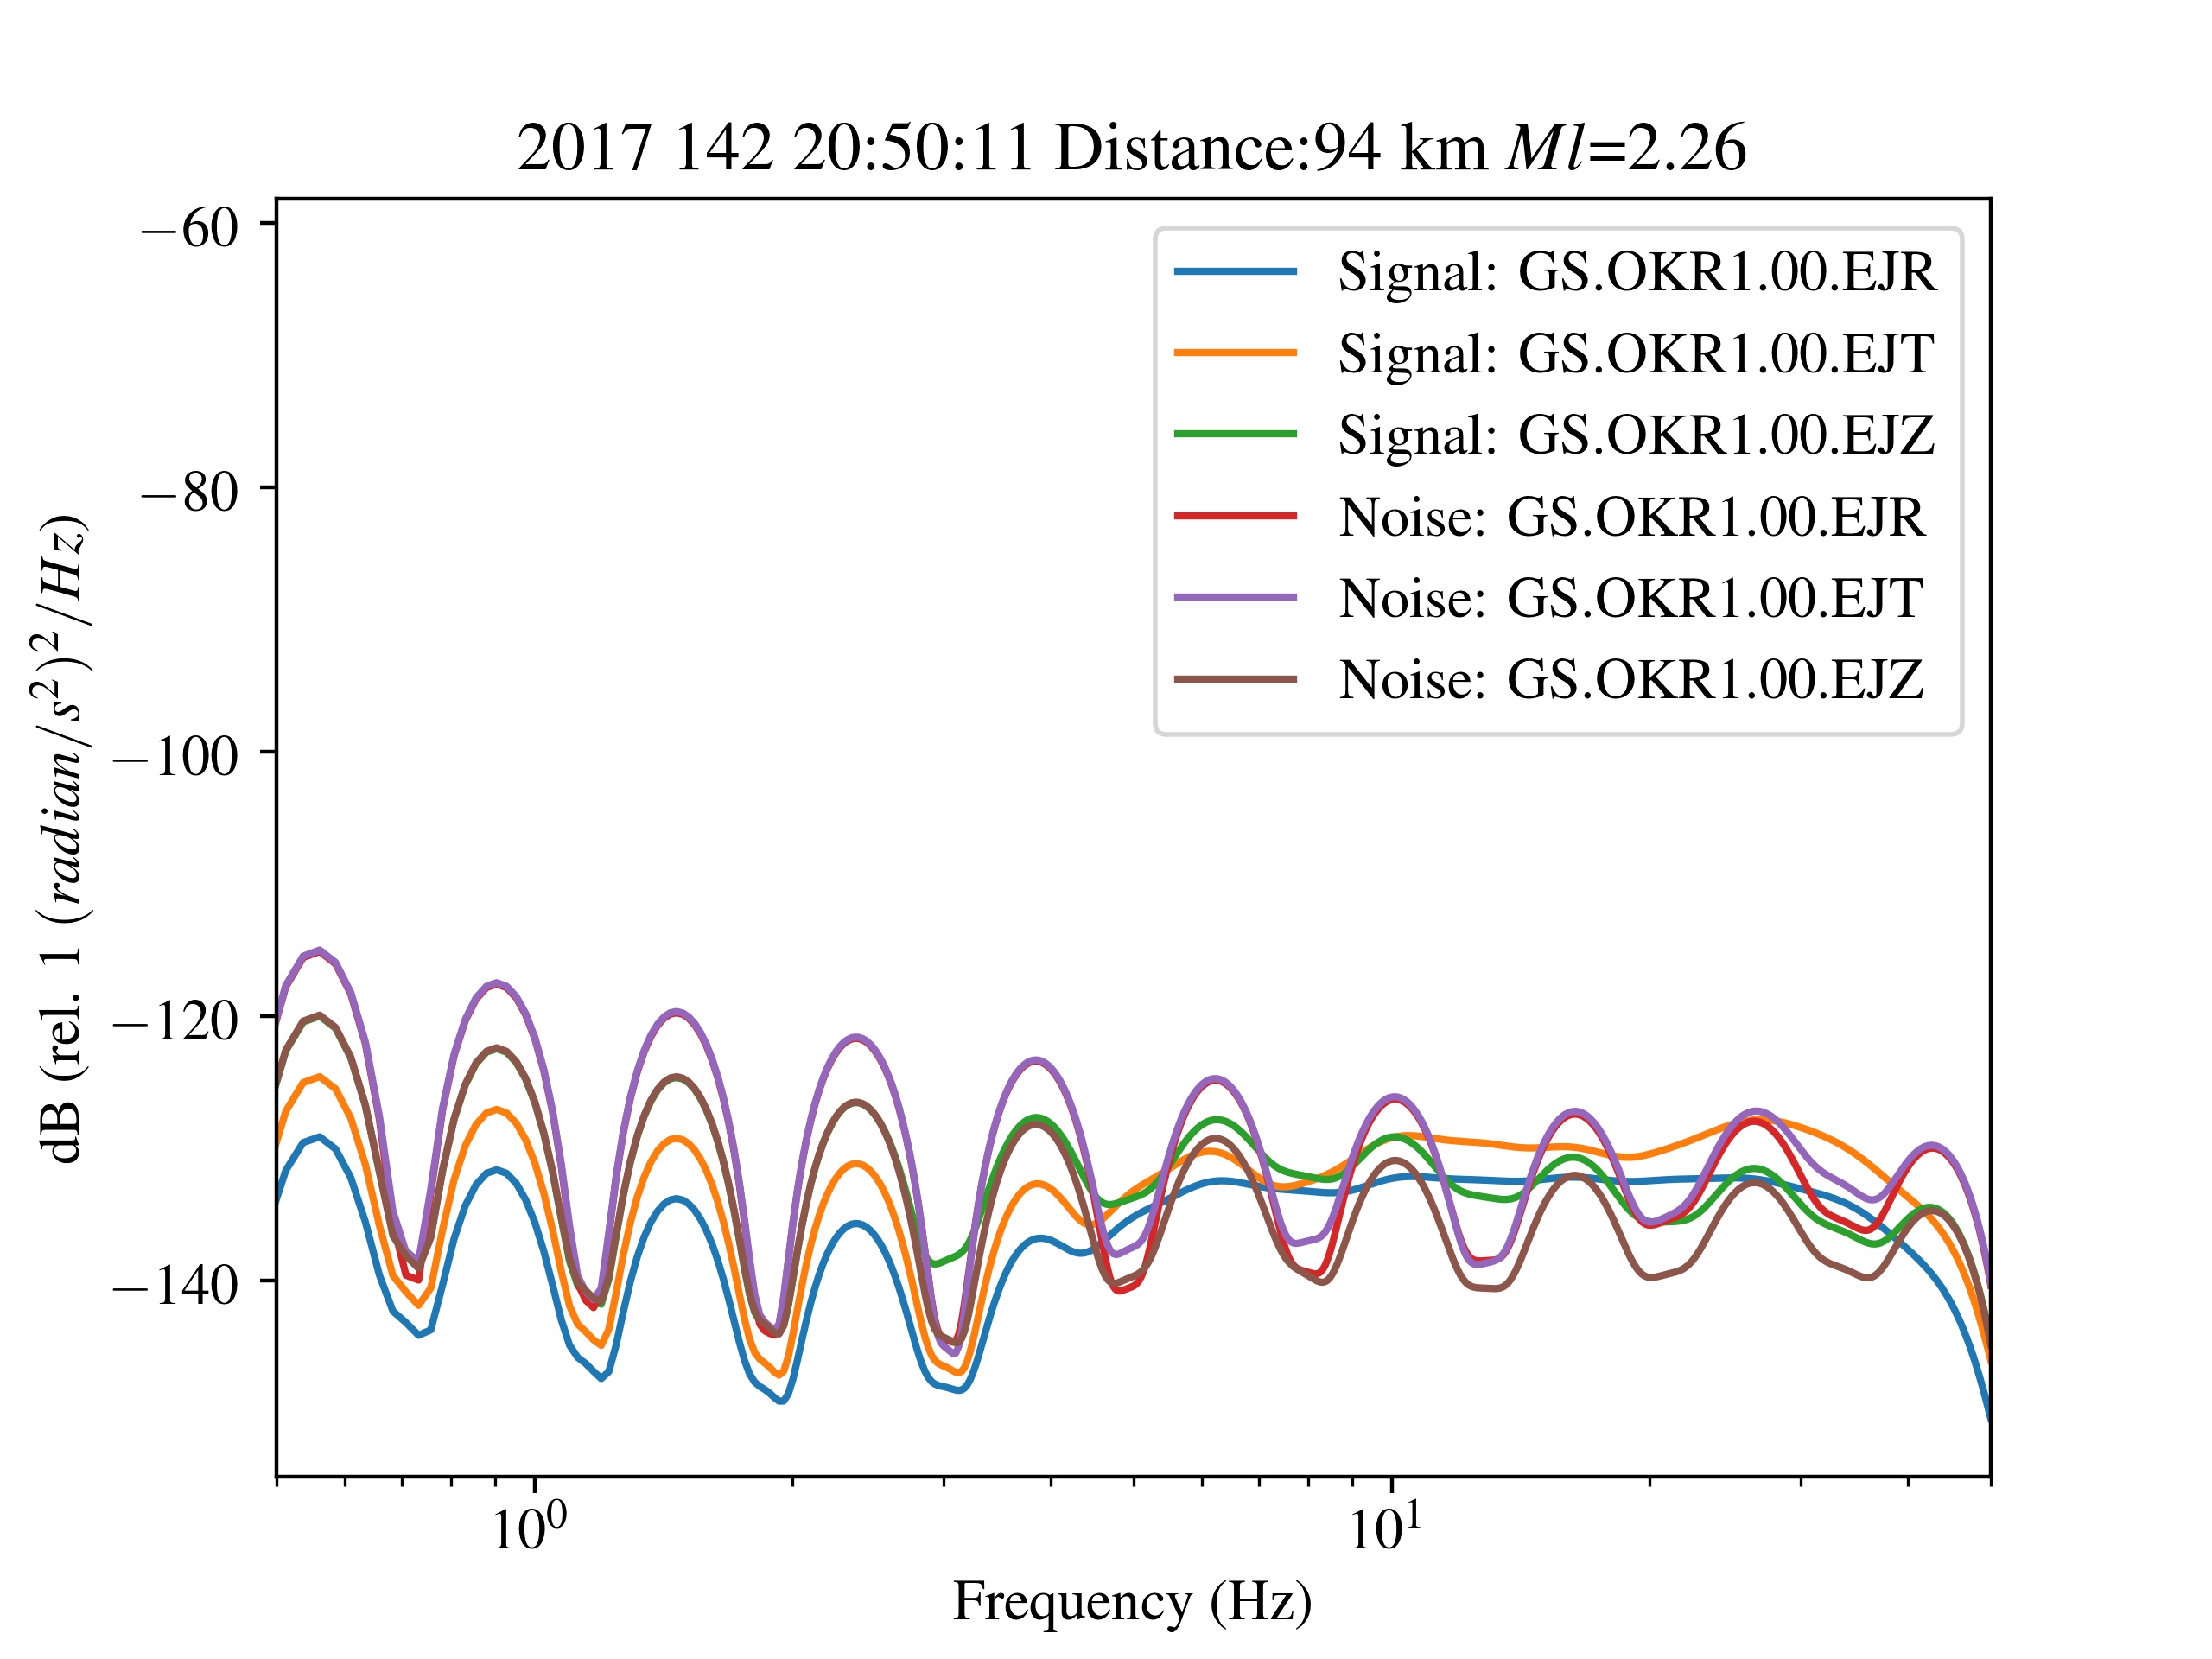 2017 142 20:50:11 Distance:94 km Ml=2.26
dB (rel. 1 (radian/s²)²/Hz)
−60
−80
−100
−120
−140
Signal: GS.OKR1.00.EJR
Signal: GS.OKR1.00.EJT
Signal: GS.OKR1.00.EJZ
Noise: GS.OKR1.00.EJR
Noise: GS.OKR1.00.EJT
Noise: GS.OKR1.00.EJZ
10⁰ 10¹
Frequency (Hz)